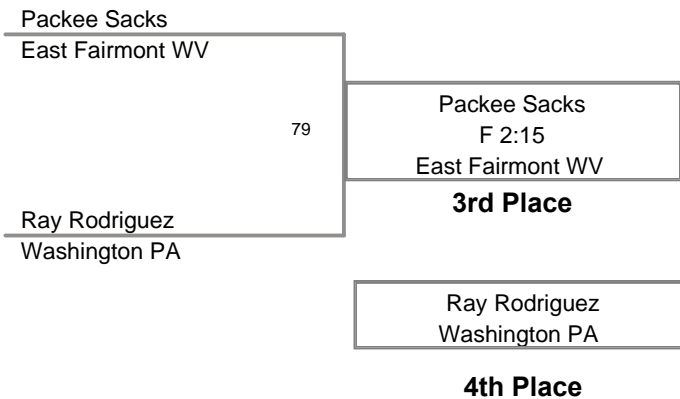 Packee Sacks
East Fairmont WV
79
Packee Sacks
F 2:15
East Fairmont WV
3rd Place
Ray Rodriguez
Washington PA
Ray Rodriguez
Washington PA
4th Place